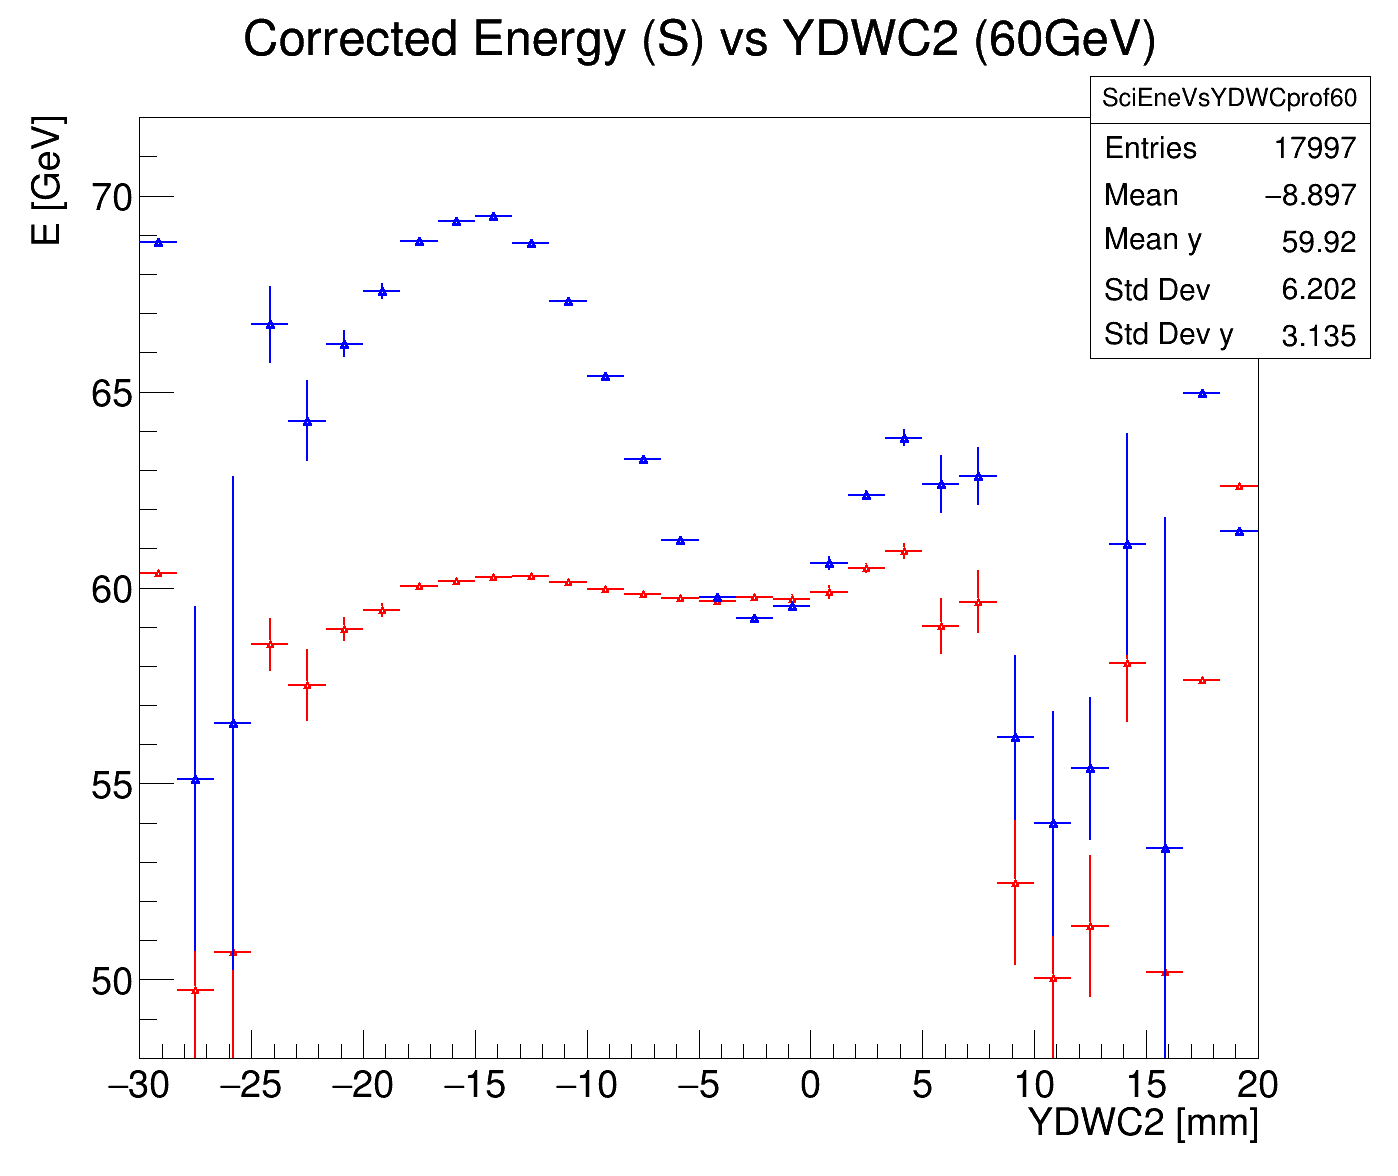 Corrected Energy (S) vs YDWC2 (60GeV)
SciEneVsYDWCprof60
Entries 17997
Mean −8.897
Mean y 59.92
Std Dev 6.202
Std Dev y 3.135
E [GeV]
70
65
60
55
50
−30 −25 −20 −15 −10 −5 0 5 10 15 20
YDWC2 [mm]